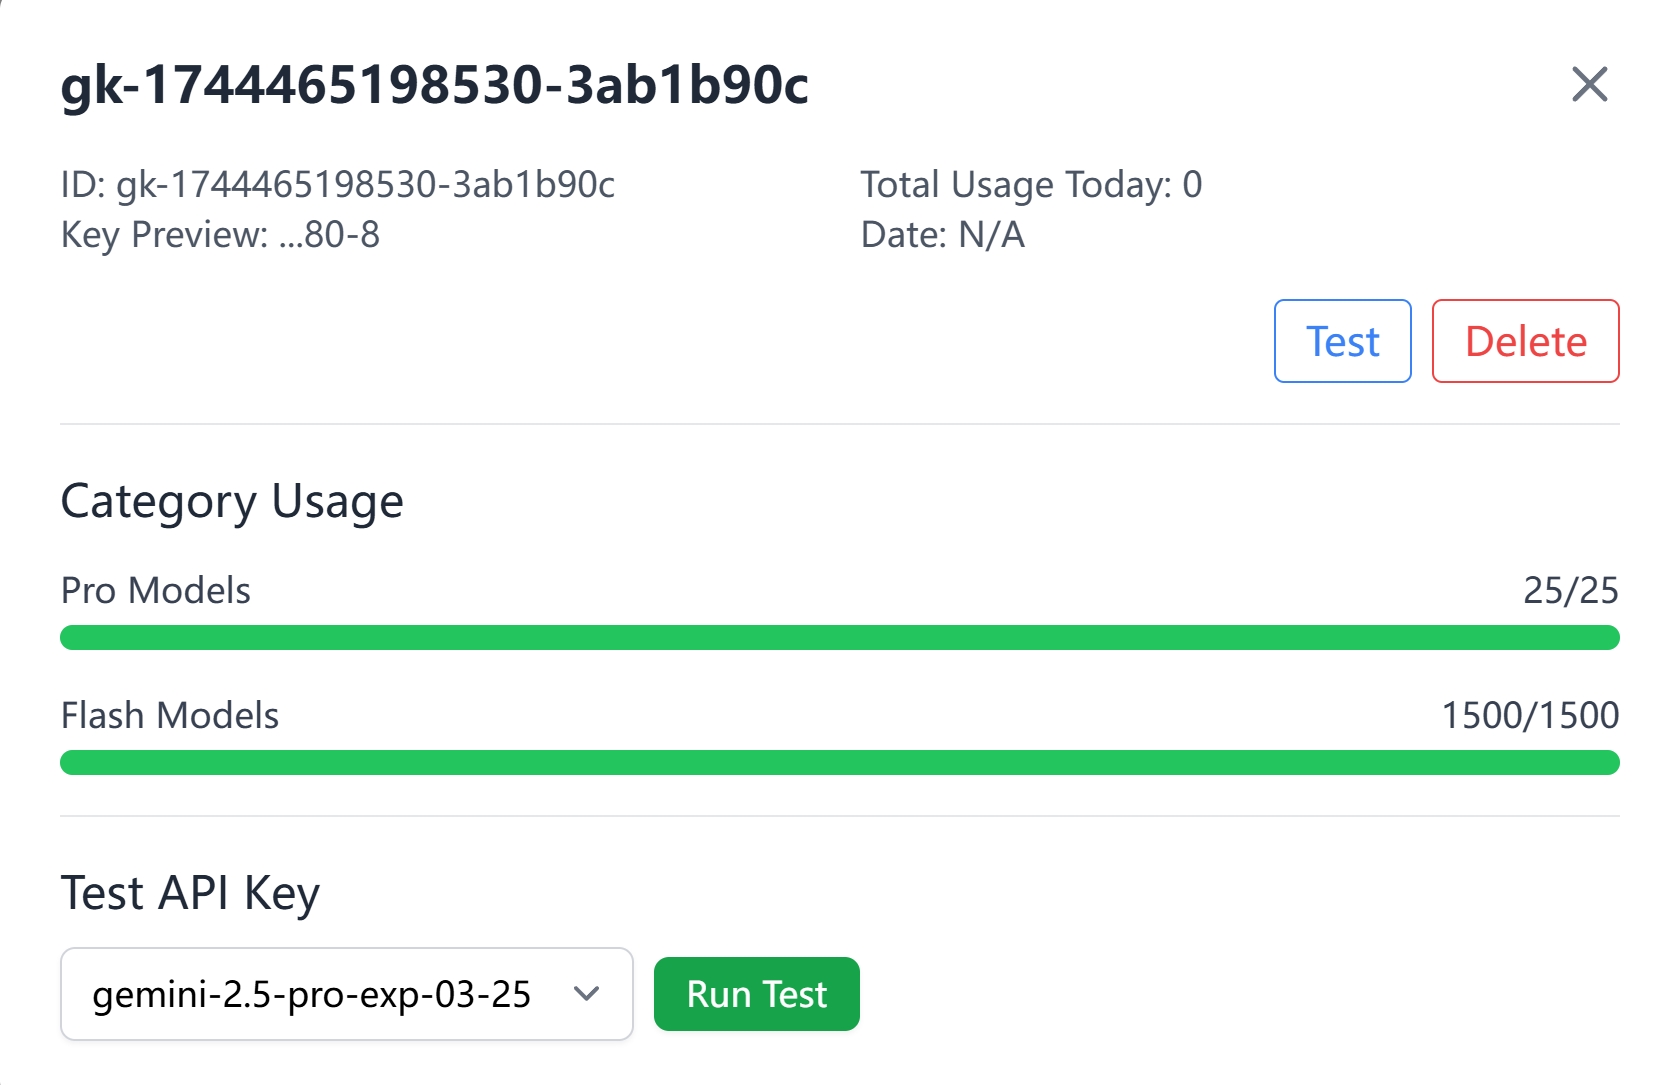 gk-1744465198530-3ab1b90c
ID: gk-1744465198530-3ab1b90c
Total Usage Today: 0
Key Preview: ...80-8
Date: N/A
Test
Delete
Category Usage
Pro Models
25/25
Flash Models
1500/1500
Test API Key
gemini-2.5-pro-exp-03-25
Run Test